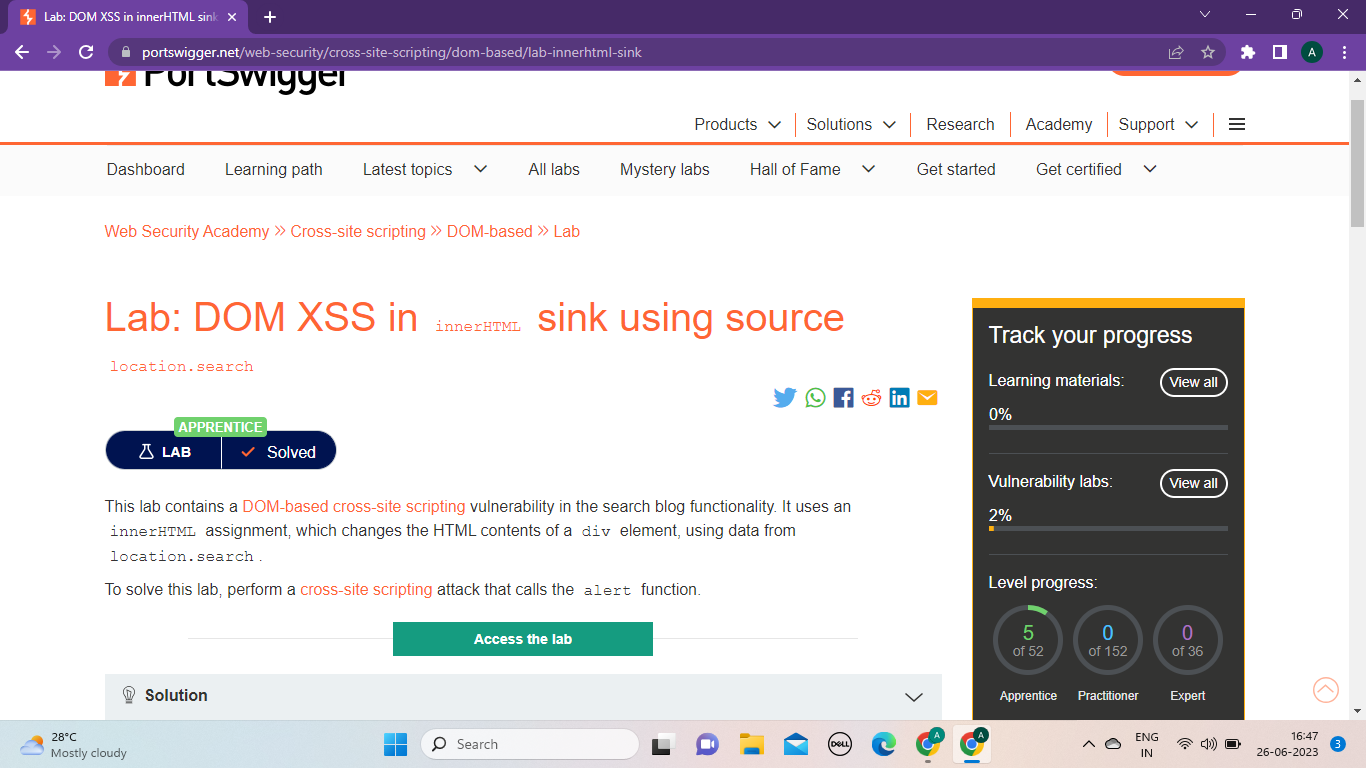 Lab: DOM XSS in innerHTML sink
portswigger.net/web-security/cross-site-scripting/dom-based/lab-innerhtml-sink
A
PortSwigger
Products
Solutions
Research
Academy
Support
Dashboard
Learning path
Latest topics
All labs
Mystery labs
Hall of Fame
Get started
Get certified
Web Security Academy » Cross-site scripting » DOM-based » Lab
Lab: DOM XSS in innerHTML sink using source
location.search
APPRENTICE
LAB
Solved
This lab contains a DOM-based cross-site scripting vulnerability in the search blog functionality. It uses an
innerHTML assignment, which changes the HTML contents of a div element, using data from
location.search .
To solve this lab, perform a cross-site scripting attack that calls the alert function.
Access the lab
Solution
Track your progress
Learning materials:
View all
0%
Vulnerability labs:
View all
2%
Level progress:
5
of 52
0
of 152
0
of 36
Apprentice
Practitioner
Expert
28°C
Mostly cloudy
Search
DELL
A
A
ENG
IN
16:47
26-06-2023
3